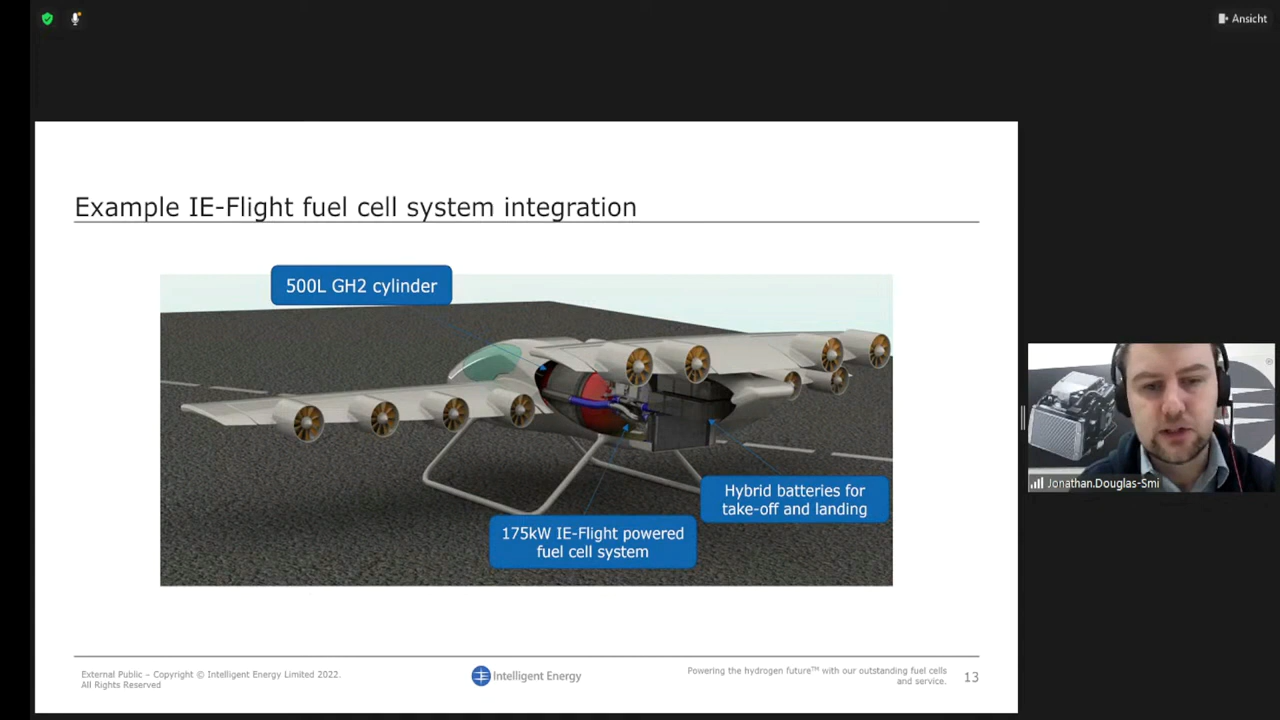 Ansicht
Example IE-Flight fuel cell system integration
500L GH2 cylinder
Hybrid batteries for
take-off and landing
175kW IE-Flight powered
fuel cell system
Jonathan.Douglas-Smi
External Public – Copyright © Intelligent Energy Limited 2022.
All Rights Reserved
Intelligent Energy
Powering the hydrogen future™ with our outstanding fuel cells
and service.
13